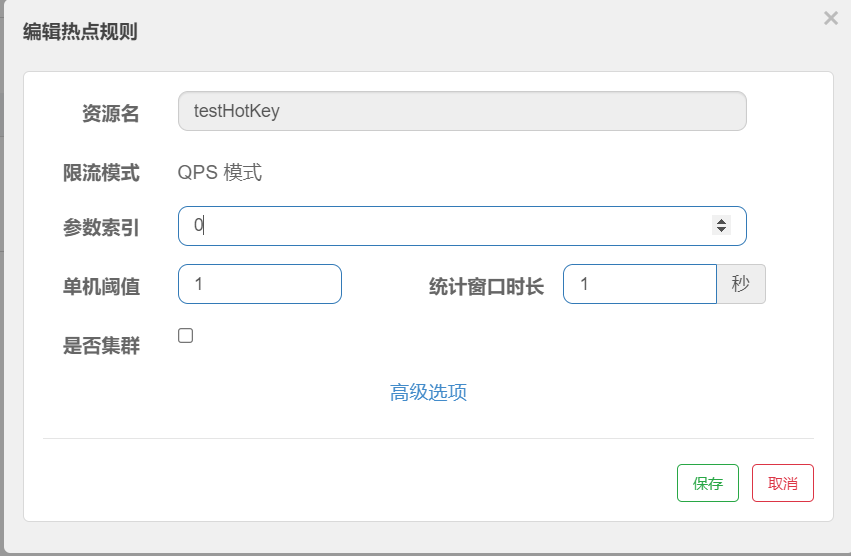 编辑热点规则 ×
资源名 testHotKey
限流模式 QPS 模式
参数索引 0
单机阈值 1 统计窗口时长 1 秒
是否集群
高级选项
保存 取消